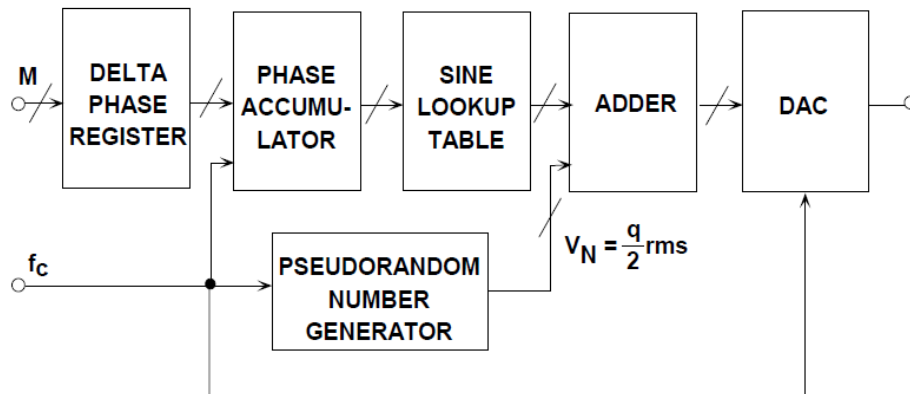 M
DELTA
PHASE
REGISTER
PHASE
ACCUMU-
LATOR
SINE
LOOKUP
TABLE
ADDER
DAC
V_N = q/2 rms
f_C
PSEUDORANDOM
NUMBER
GENERATOR